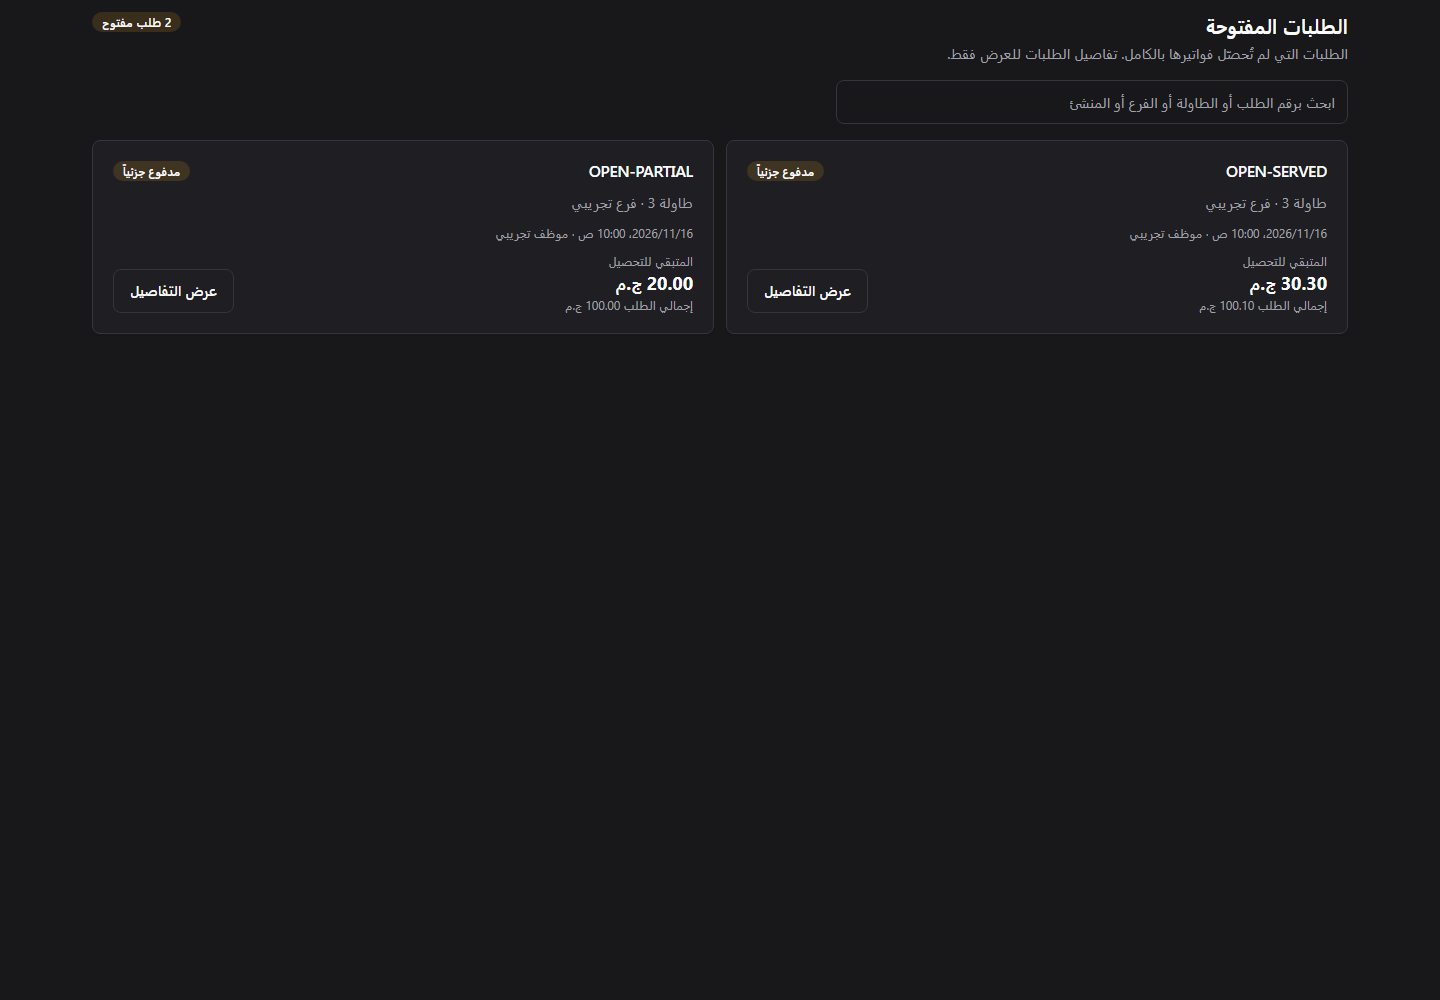 الطلبات المفتوحة
2 طلب مفتوح
الطلبات التي لم تُحصّل فواتيرها بالكامل. تفاصيل الطلبات للعرض فقط.
ابحث برقم الطلب أو الطاولة أو الفرع أو المنشئ
OPEN-SERVED
مدفوع جزئياً
طاولة 3 · فرع تجريبي
2026/11/16، 10:00 ص · موظف تجريبي
المتبقي للتحصيل
30.30 ج.م
إجمالي الطلب 100.10 ج.م
عرض التفاصيل
OPEN-PARTIAL
مدفوع جزئياً
طاولة 3 · فرع تجريبي
2026/11/16، 10:00 ص · موظف تجريبي
المتبقي للتحصيل
20.00 ج.م
إجمالي الطلب 100.00 ج.م
عرض التفاصيل